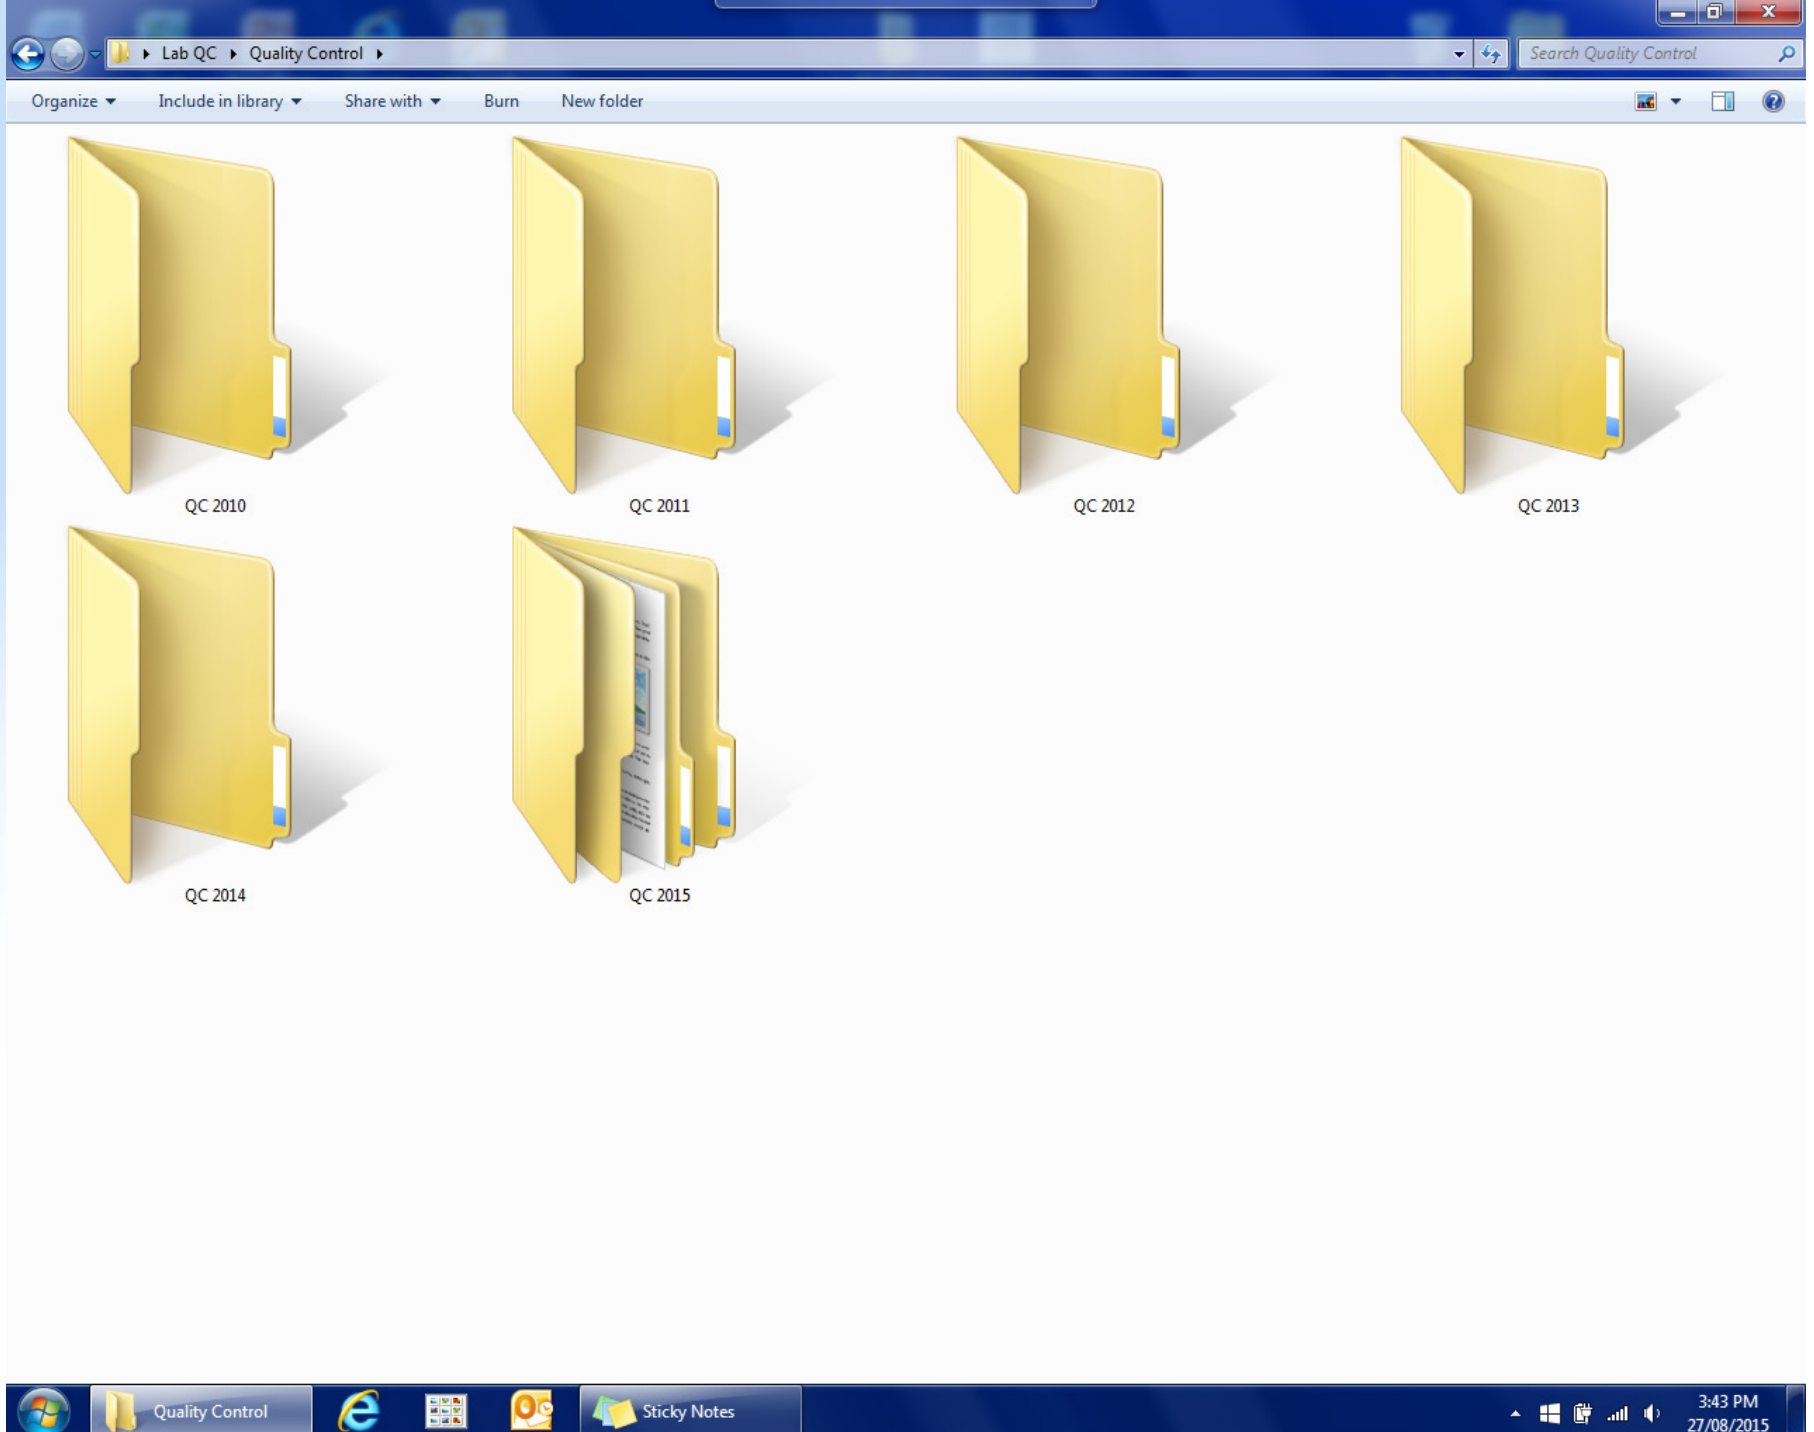 Lab QC Quality Control
Search Quality Control
Organize Include in library Share with Burn New folder
QC 2010 QC 2011 QC 2012 QC 2013
QC 2014 QC 2015
Quality Control Sticky Notes
3:43 PM
27/08/2015